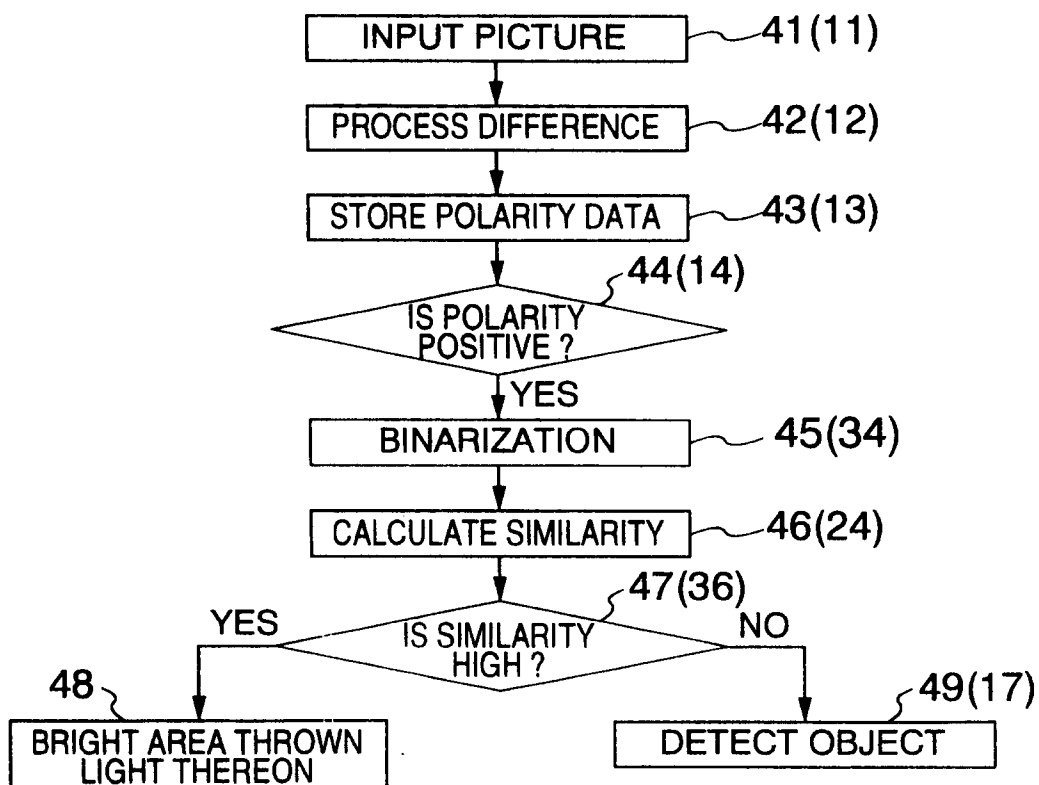 INPUT PICTURE
41(11)
PROCESS DIFFERENCE
42(12)
STORE POLARITY DATA
43(13)
44(14)
IS POLARITY
POSITIVE ?
YES
BINARIZATION
45(34)
CALCULATE SIMILARITY
46(24)
47(36)
YES
IS SIMILARITY
HIGH ?
NO
48
BRIGHT AREA THROWN
LIGHT THEREON
49(17)
DETECT OBJECT